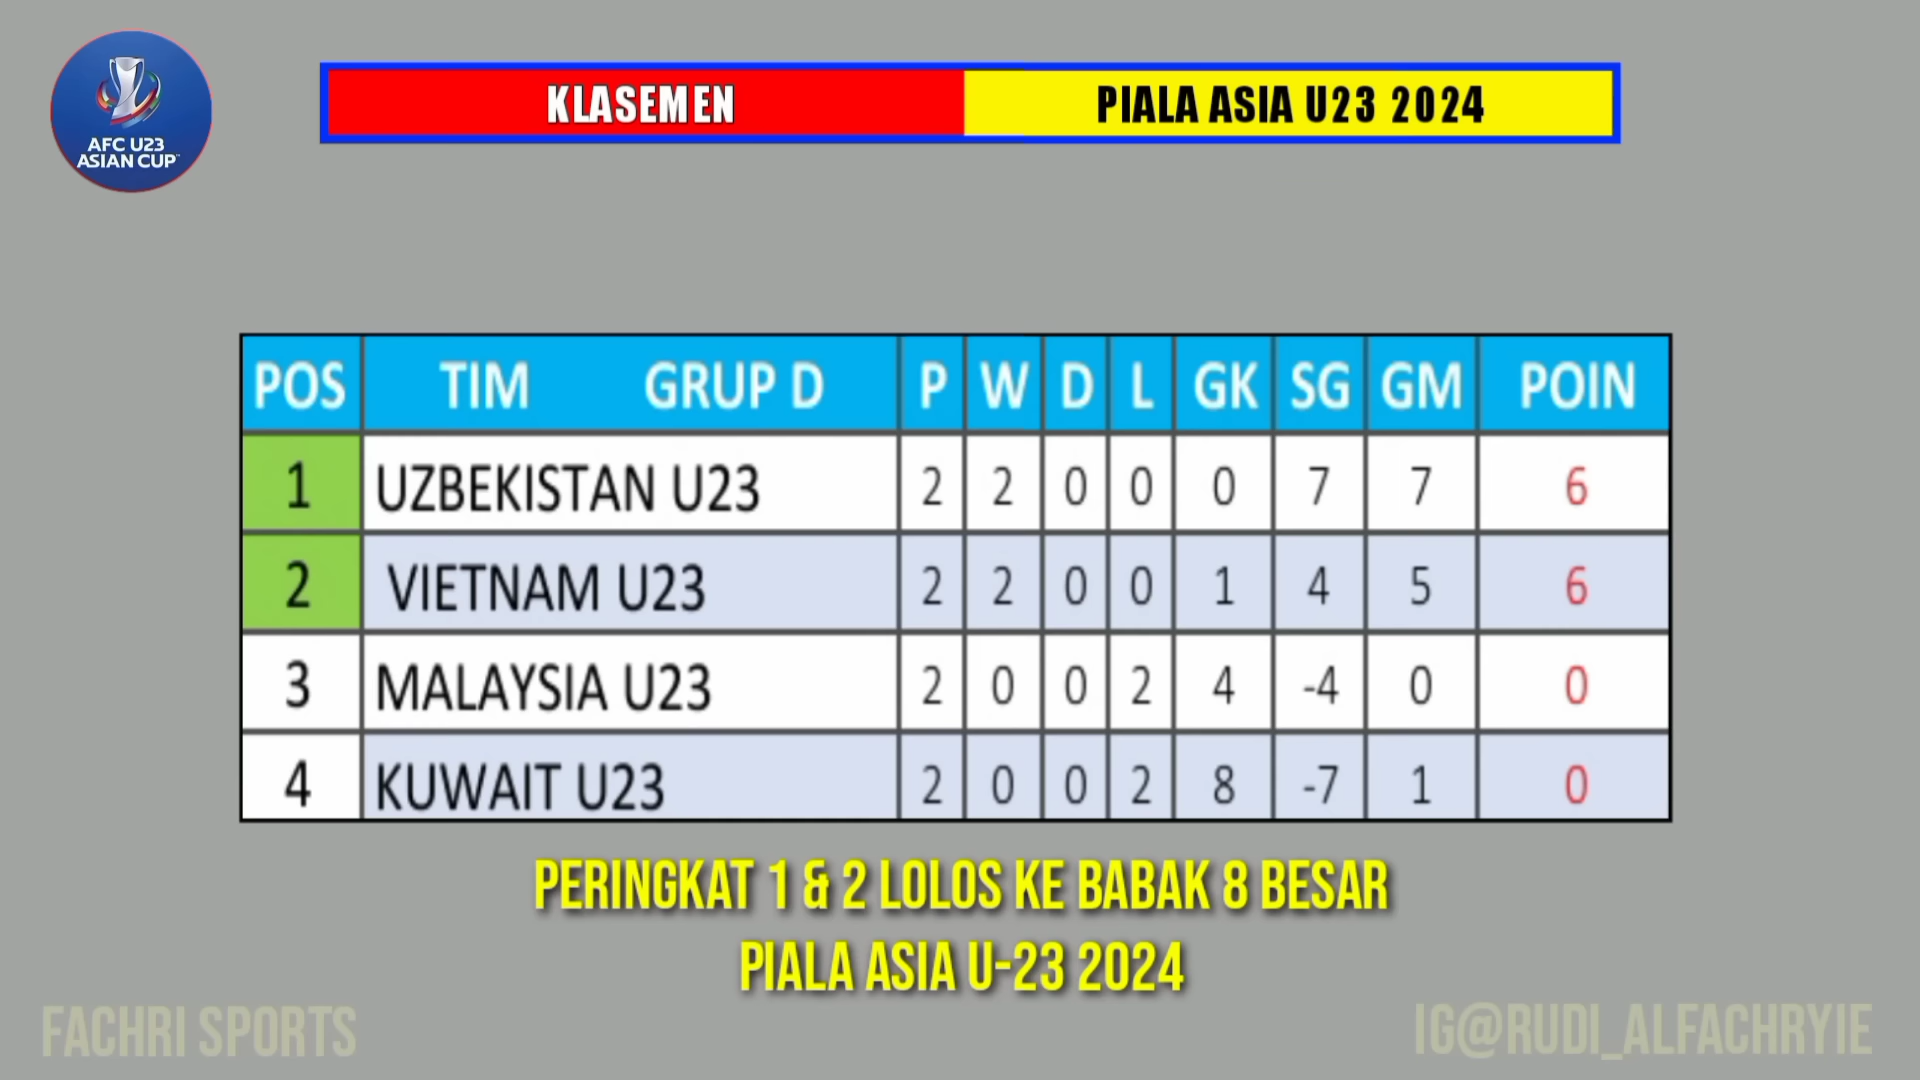 AFC U23
ASIAN CUP
KLASEMEN PIALA ASIA U23 2024
POS TIM GRUP D P W D L GK SG GM POIN
1 UZBEKISTAN U23 2 2 0 0 0 7 7 6
2 VIETNAM U23 2 2 0 0 1 4 5 6
3 MALAYSIA U23 2 0 0 2 4 -4 0 0
4 KUWAIT U23 2 0 0 2 8 -7 1 0
PERINGKAT 1 & 2 LOLOS KE BABAK 8 BESAR
PIALA ASIA U-23 2024
FACHRI SPORTS
IG@RUDI_ALFACHRYIE